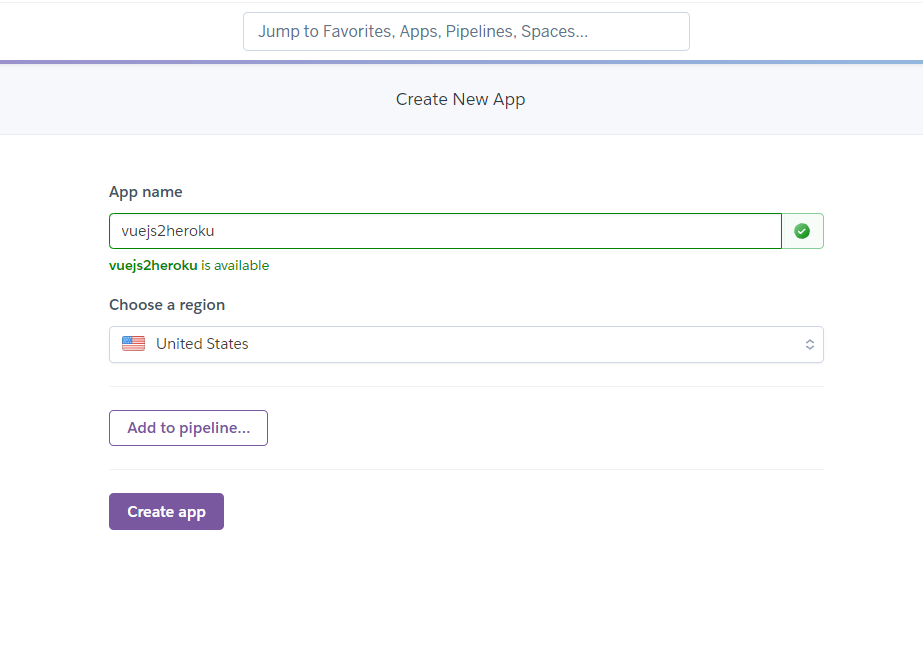 Jump to Favorites, Apps, Pipelines, Spaces...
Create New App
App name
vuejs2heroku
vuejs2heroku is available
Choose a region
United States
Add to pipeline...
Create app